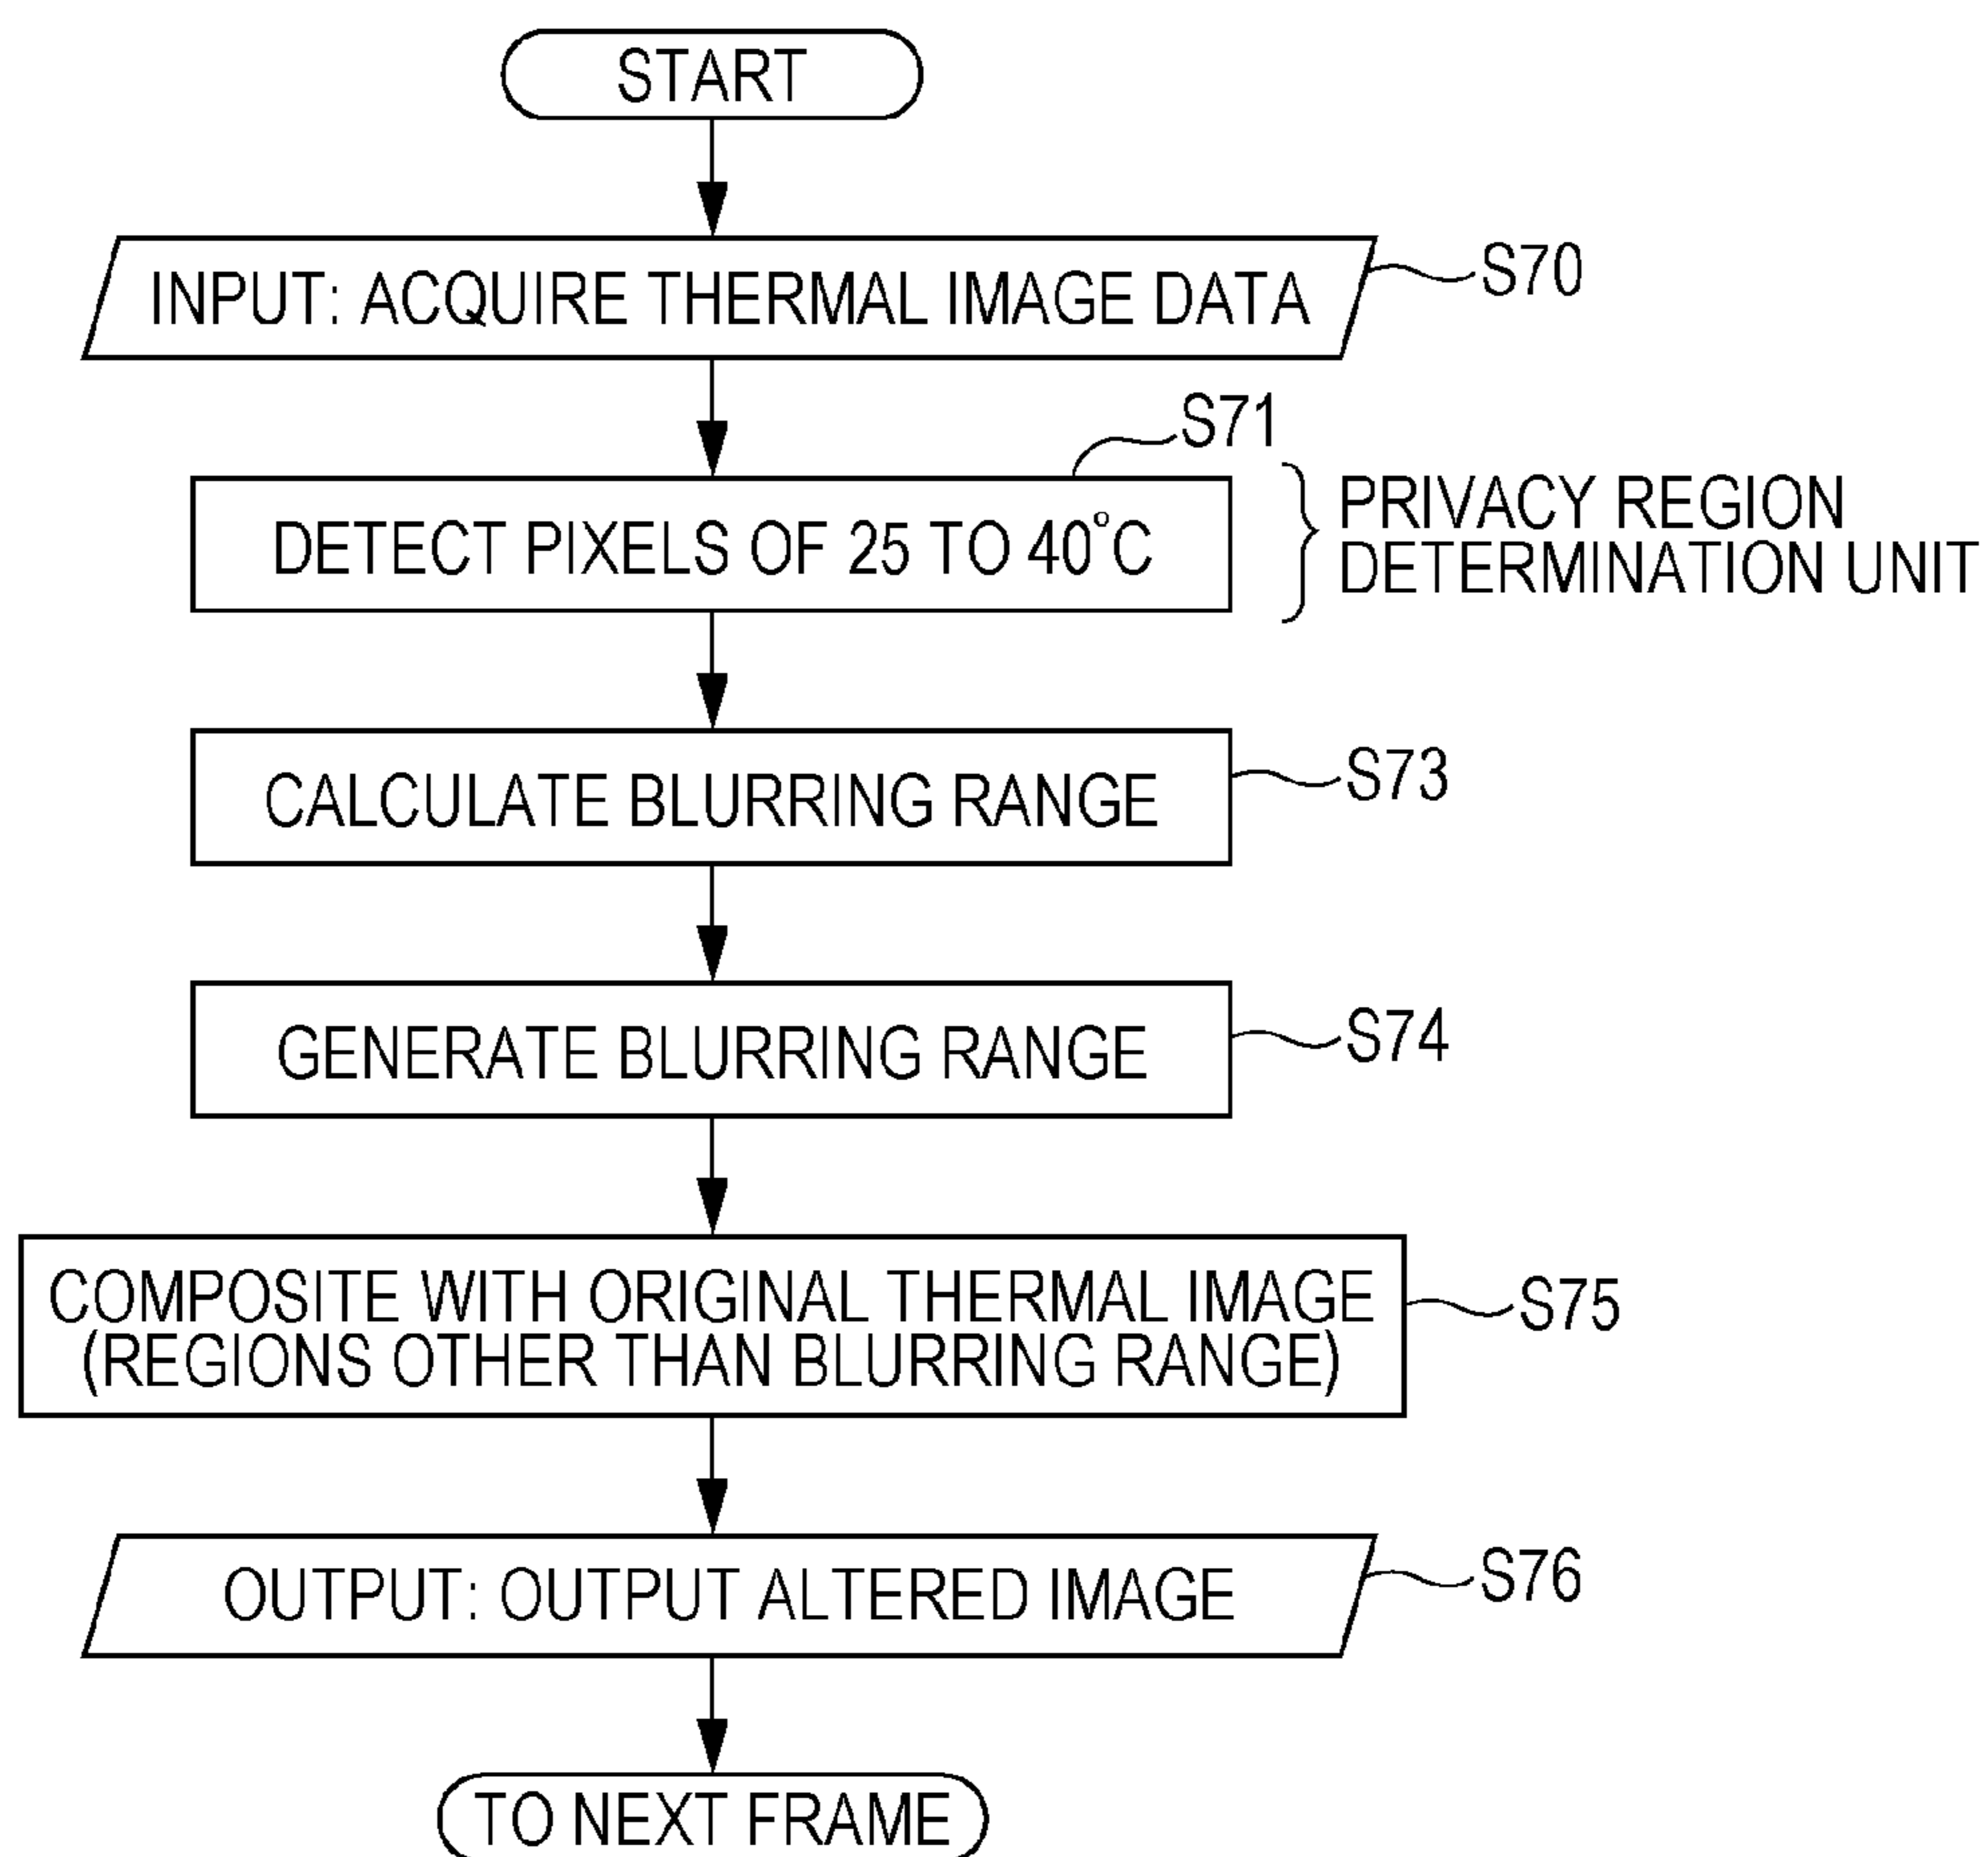 START
INPUT: ACQUIRE THERMAL IMAGE DATA
S70
S71
DETECT PIXELS OF 25 TO 40°C
PRIVACY REGION
DETERMINATION UNIT
CALCULATE BLURRING RANGE
S73
GENERATE BLURRING RANGE
S74
COMPOSITE WITH ORIGINAL THERMAL IMAGE
(REGIONS OTHER THAN BLURRING RANGE)
S75
OUTPUT: OUTPUT ALTERED IMAGE
S76
TO NEXT FRAME